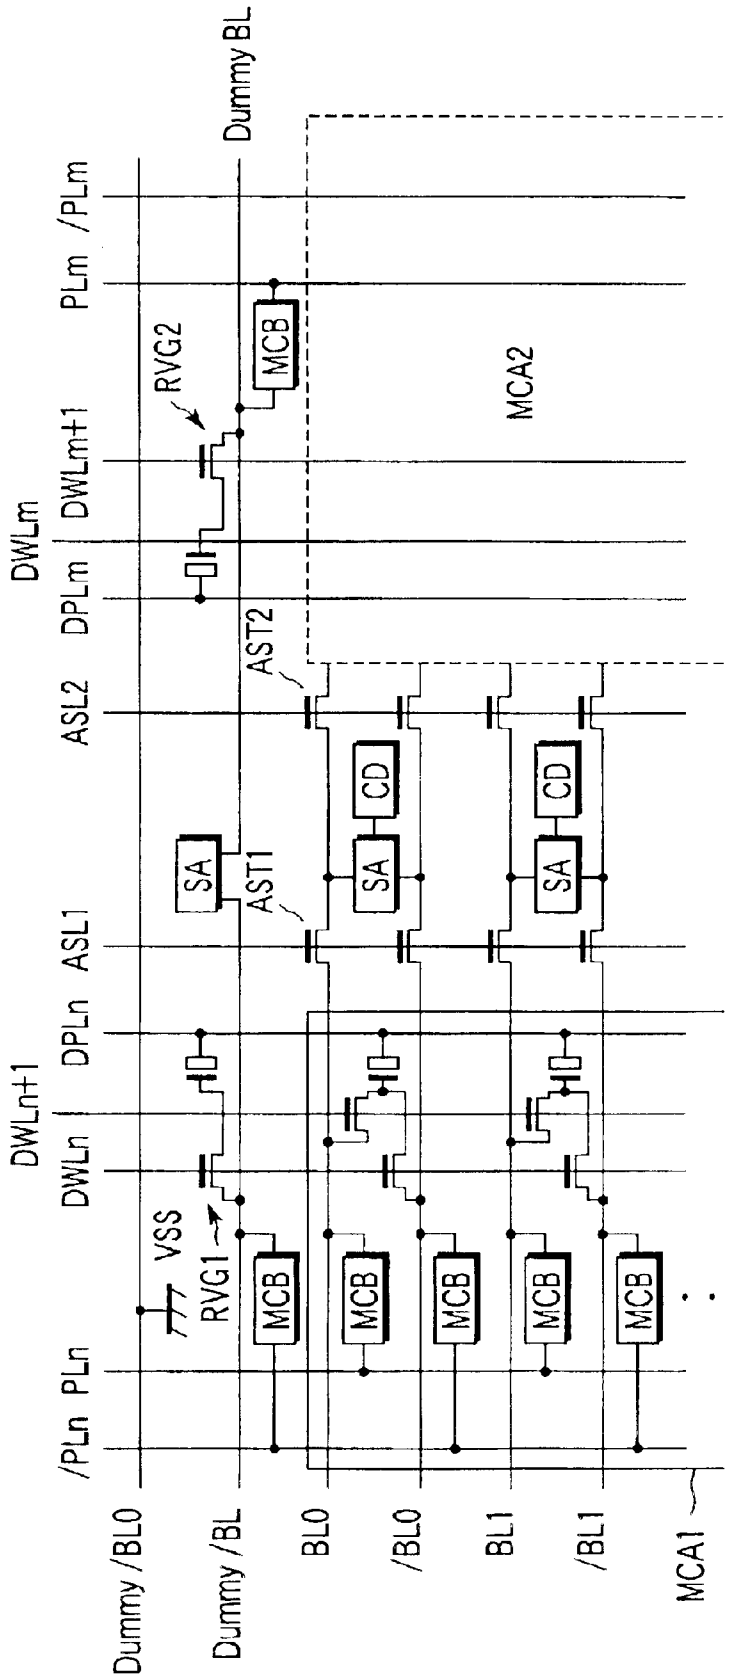 DWLn+1
DWLm
/PLn
PLn
DWLn
DPLn
ASL1
ASL2
DPLm
DWLm+1
PLm
/PLm
Dummy /BL0
VSS
RVG1
RVG2
SA
Dummy /BL
Dummy BL
MCB
MCB
AST1
AST2
BL0
MCB
SA
CD
/BL0
MCB
MCA2
BL1
MCB
SA
CD
/BL1
MCB
MCA1